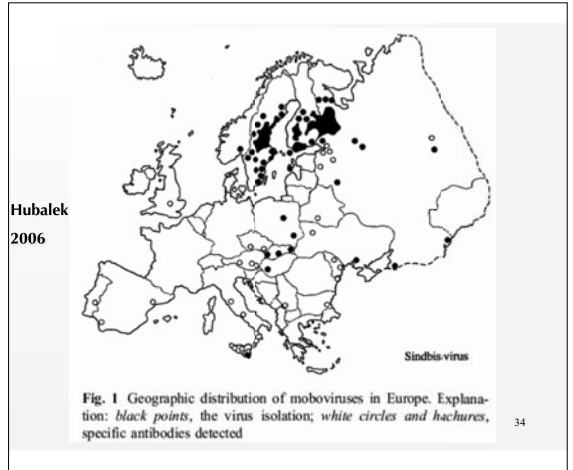 Hubalek
2006
Sindbis virus
Fig. 1 Geographic distribution of moboviruses in Europe. Explana-
tion: black points, the virus isolation; white circles and hachures,
specific antibodies detected
34